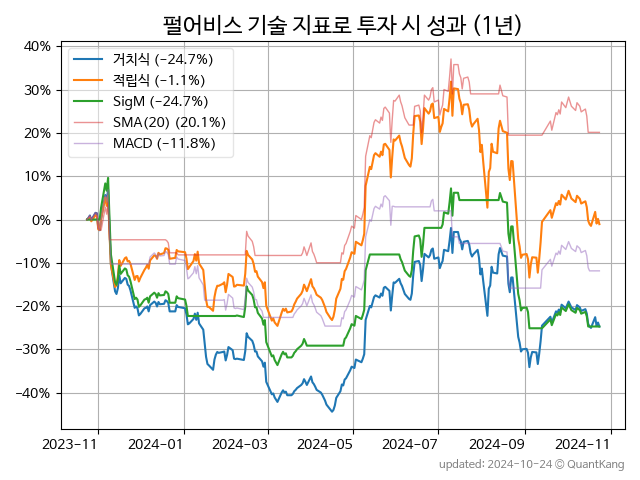 펄어비스 기술 지표로 투자 시 성과 (1년)
40%
30%
20%
10%
0%
−10%
−20%
−30%
−40%
거치식 (−24.7%)
적립식 (−1.1%)
SigM (−24.7%)
SMA(20) (20.1%)
MACD (−11.8%)
2023−11 2024−01 2024−03 2024−05 2024−07 2024−09 2024−11
updated: 2024-10-24 © QuantKang